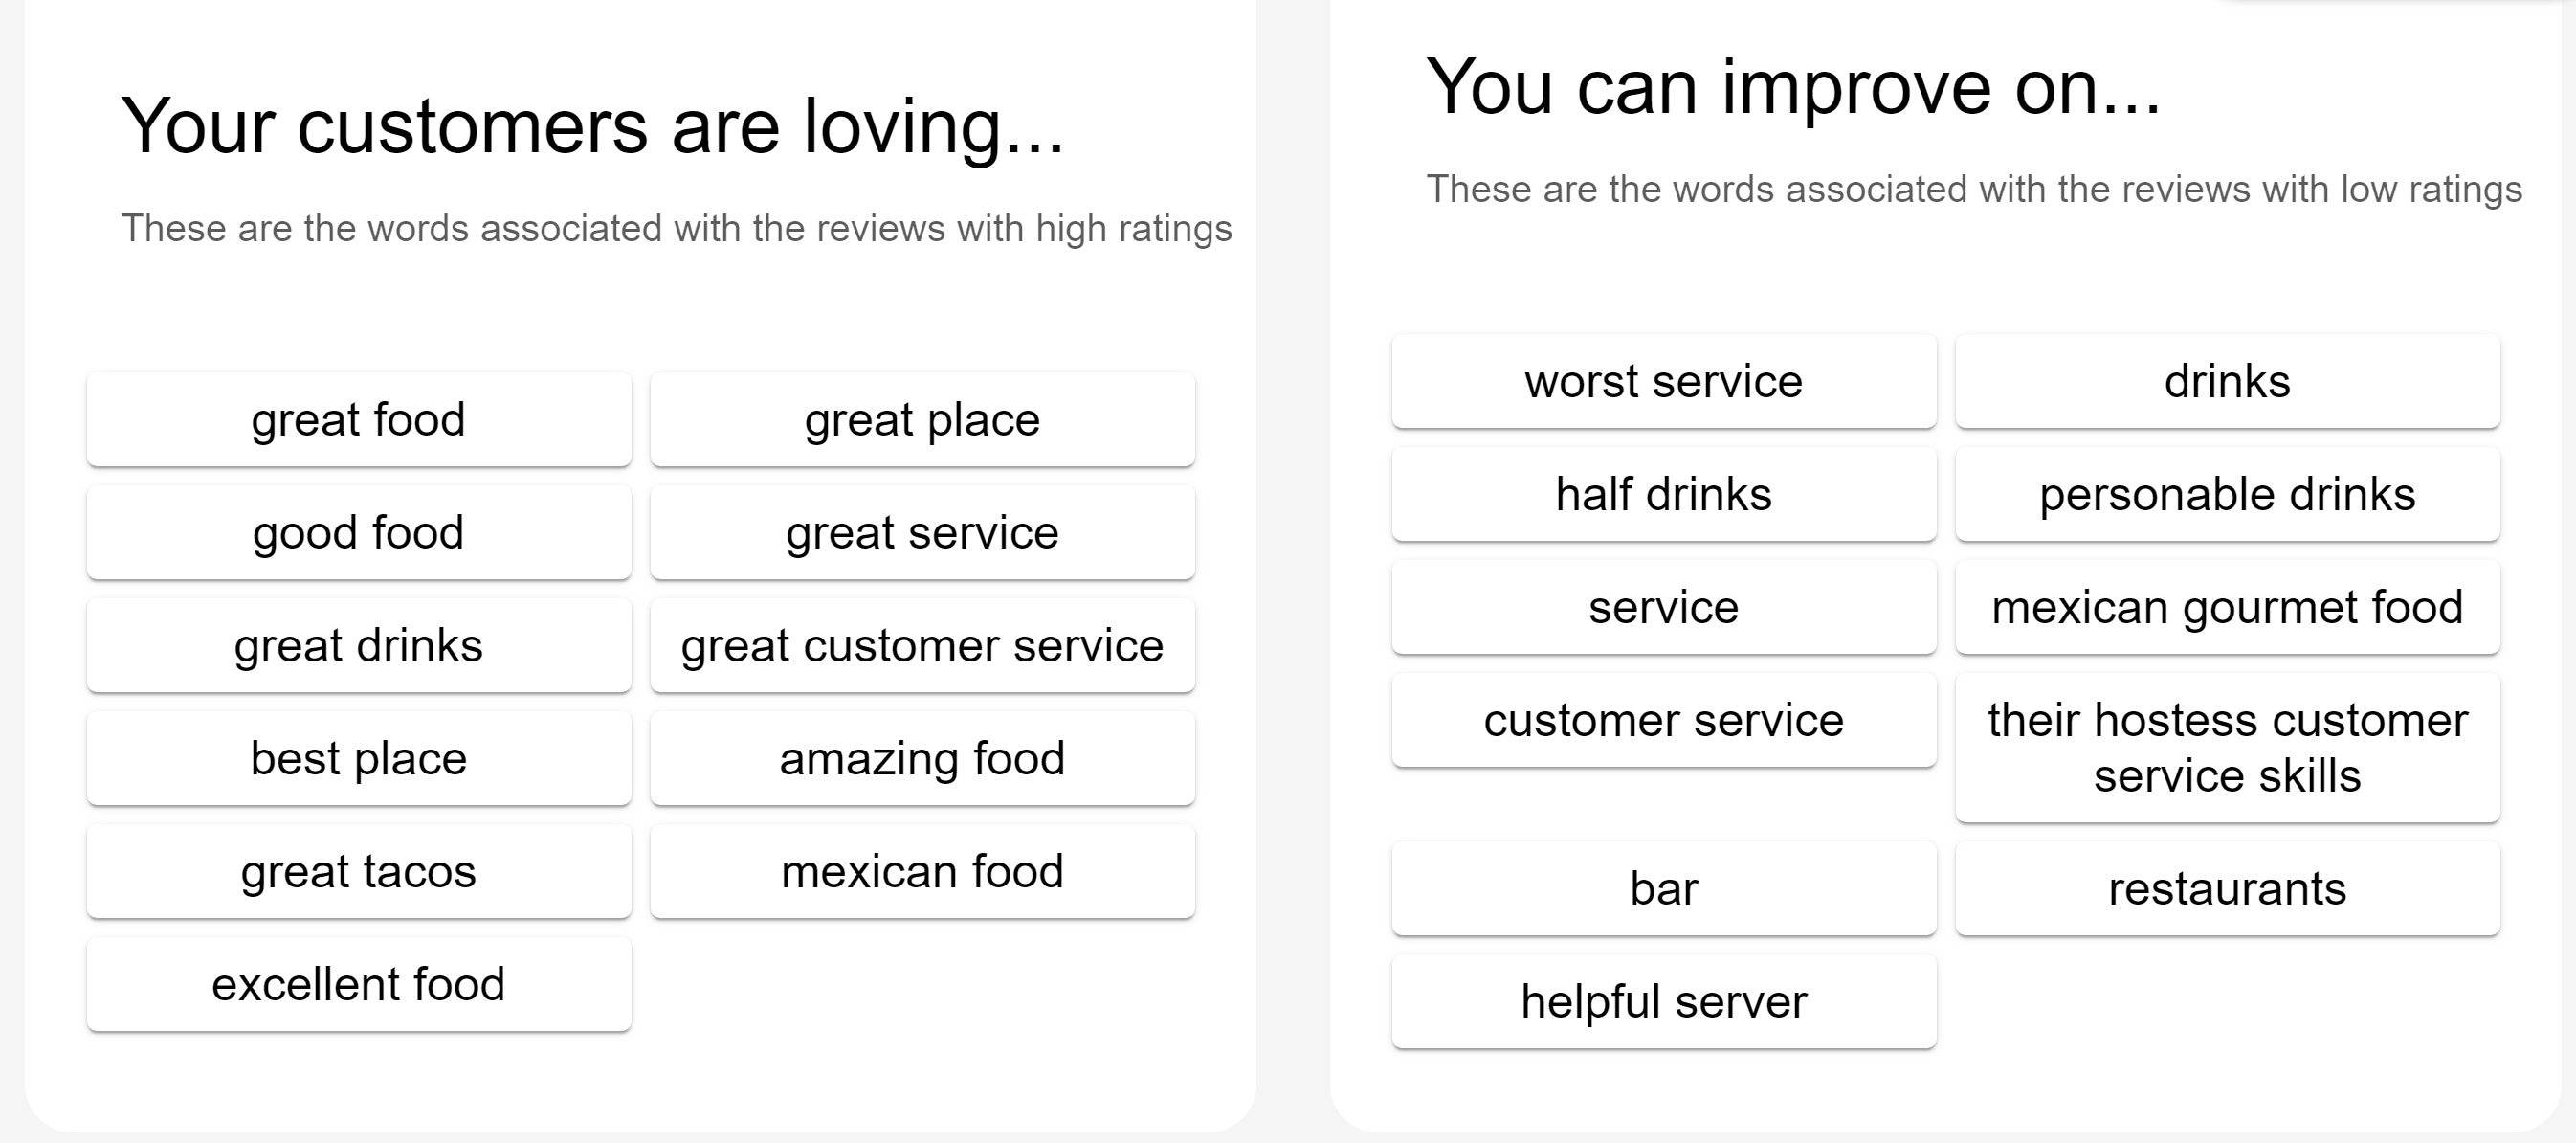 Your customers are loving...
These are the words associated with the reviews with high ratings
great food
great place
good food
great service
great drinks
great customer service
best place
amazing food
great tacos
mexican food
excellent food
You can improve on...
These are the words associated with the reviews with low ratings
worst service
drinks
half drinks
personable drinks
service
mexican gourmet food
customer service
their hostess customer
service skills
bar
restaurants
helpful server